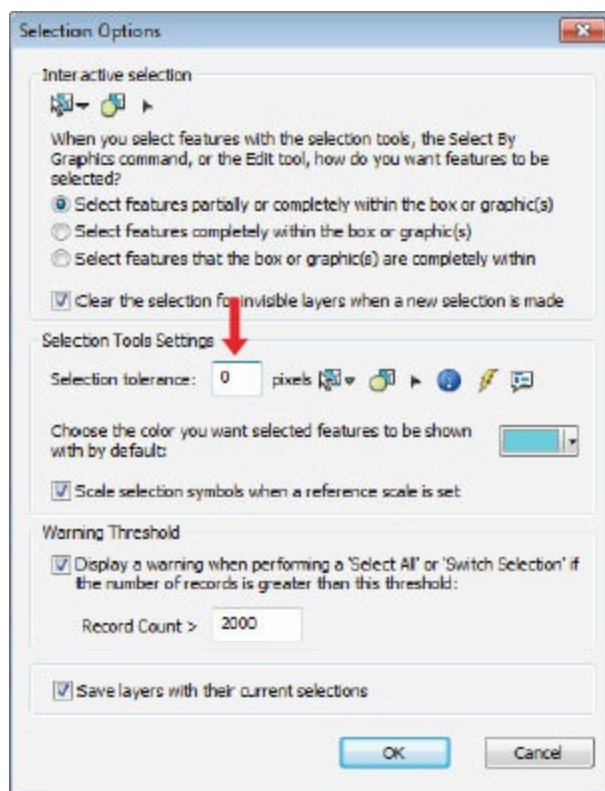 Selection Options
Interactive selection
When you select features with the selection tools, the Select By
Graphics command, or the Edit tool, how do you want features to be
selected?
Select features partially or completely within the box or graphic(s)
Select features completely within the box or graphic(s)
Select features that the box or graphic(s) are completely within
Clear the selection for invisible layers when a new selection is made
Selection Tools Settings
Selection tolerance: 0 pixels
Choose the color you want selected features to be shown
with by default:
Scale selection symbols when a reference scale is set
Warning Threshold
Display a warning when performing a 'Select All' or 'Switch Selection' if
the number of records is greater than this threshold:
Record Count > 2000
Save layers with their current selections
OK Cancel